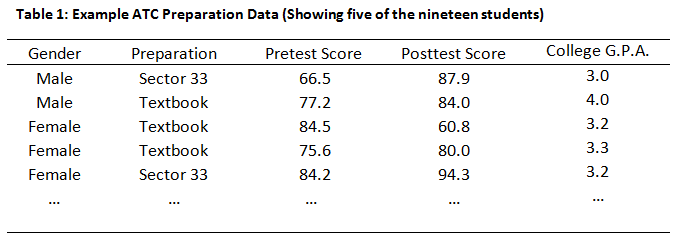 Table 1: Example ATC Preparation Data (Showing five of the nineteen students)
Gender Preparation Pretest Score Posttest Score College G.P.A.
Male Sector 33 66.5 87.9 3.0
Male Textbook 77.2 84.0 4.0
Female Textbook 84.5 60.8 3.2
Female Textbook 75.6 80.0 3.3
Female Sector 33 84.2 94.3 3.2
... ... ... ... ...